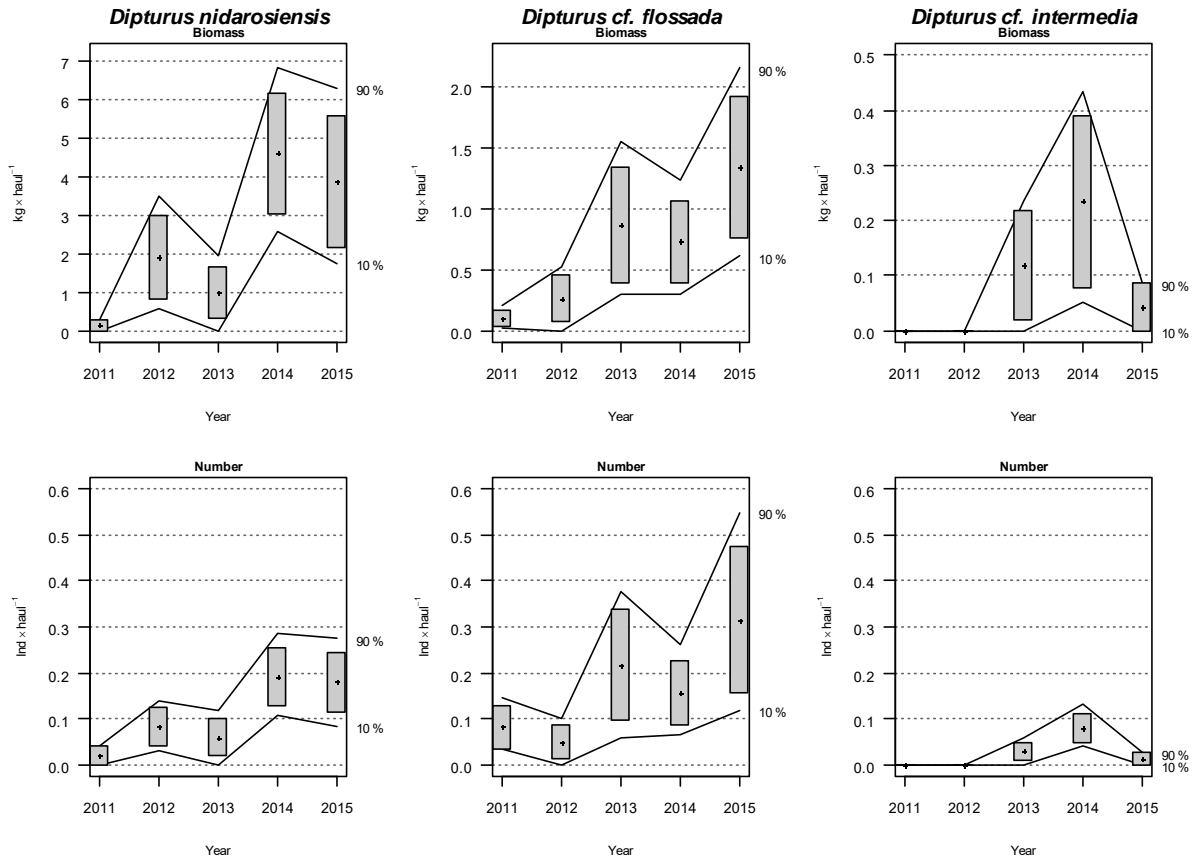 Dipturus nidarosiensis
Biomass
7
6
5
4
3
2
1
0
kg × haul⁻¹
90 %
10 %
2011 2012 2013 2014 2015
Year
Dipturus cf. flossada
Biomass
2.0
1.5
1.0
0.5
0.0
kg × haul⁻¹
90 %
10 %
2011 2012 2013 2014 2015
Year
Dipturus cf. intermedia
Biomass
0.5
0.4
0.3
0.2
0.1
0.0
kg × haul⁻¹
90 %
10 %
2011 2012 2013 2014 2015
Year
Number
0.6
0.5
0.4
0.3
0.2
0.1
0.0
Ind × haul⁻¹
90 %
10 %
2011 2012 2013 2014 2015
Year
Number
0.6
0.5
0.4
0.3
0.2
0.1
0.0
Ind × haul⁻¹
90 %
10 %
2011 2012 2013 2014 2015
Year
Number
0.6
0.5
0.4
0.3
0.2
0.1
0.0
Ind × haul⁻¹
90 %
10 %
2011 2012 2013 2014 2015
Year